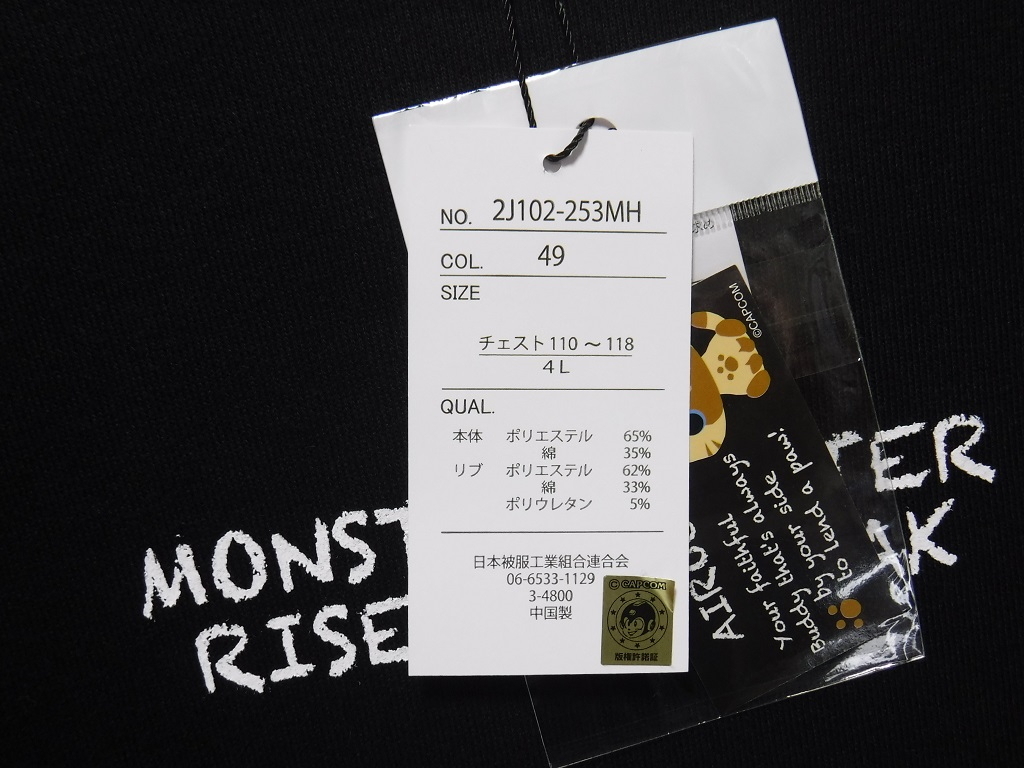 NO. 2J102-253MH
COL. 49
SIZE
チェスト110 ～ 118
4L
QUAL.
本体 ポリエステル 65%
綿 35%
リブ ポリエステル 62%
綿 33%
ポリウレタン 5%
日本被服工業組合連合会
06-6533-1129
3-4800
中国製
©CAPCOM
版権許諾証
©CAPCOM
Your faithful
Buddy that's always
by your side
to lend a paw!
MONST
TER
RISE